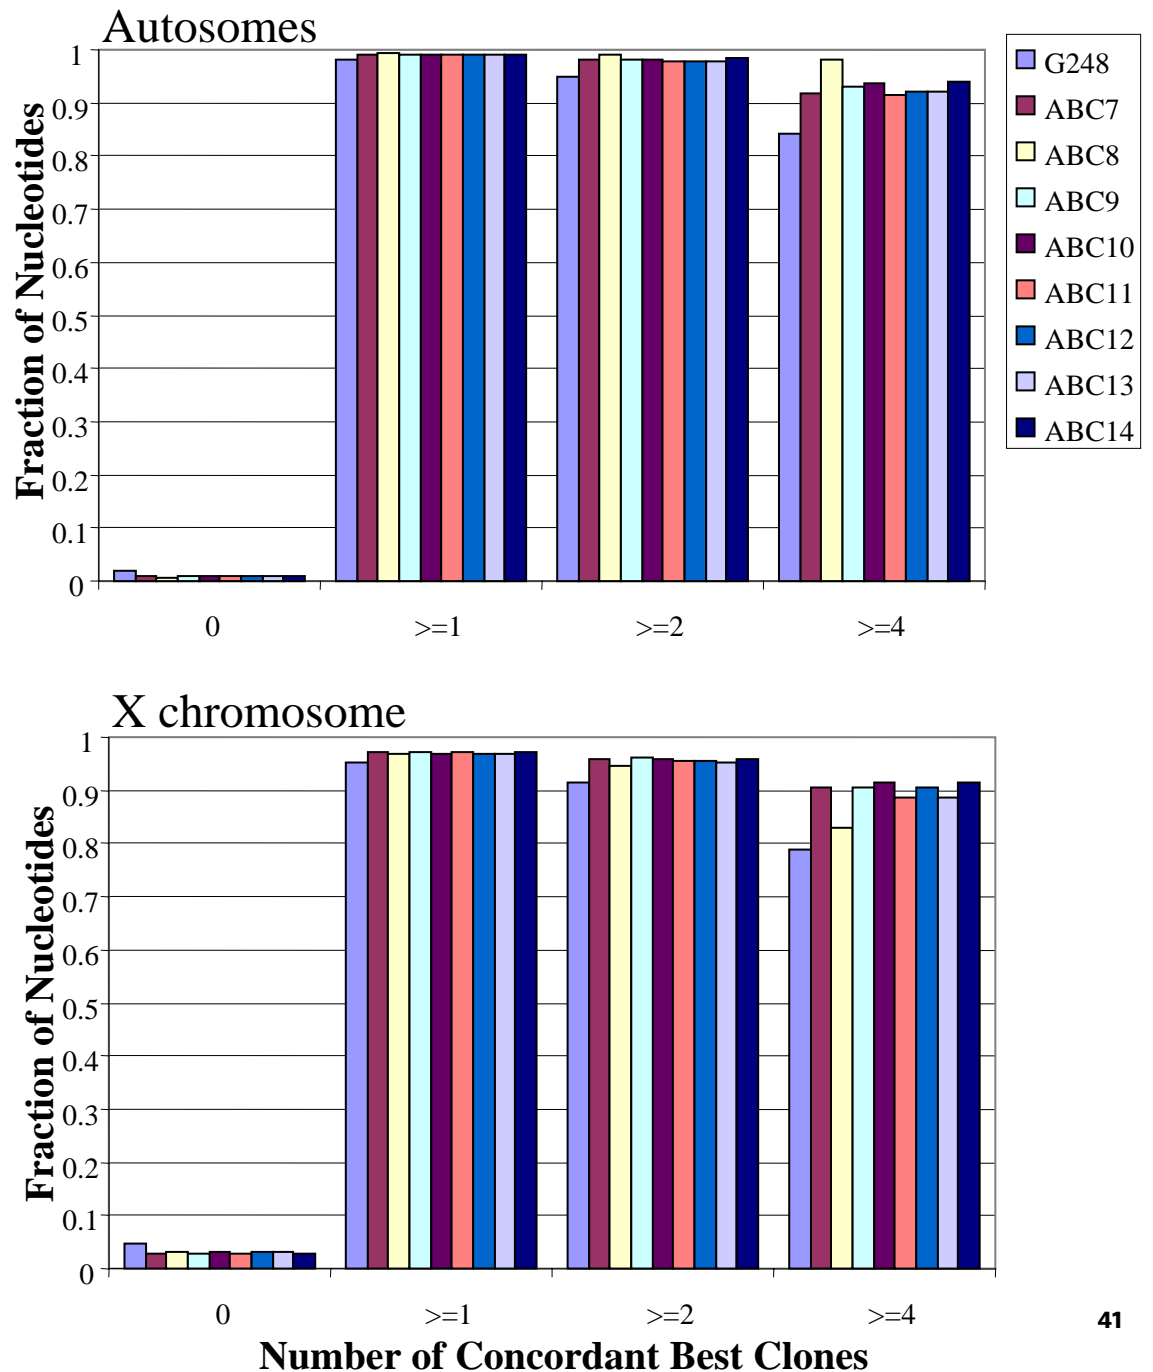 Autosomes
Fraction of Nucleotides
1
0.9
0.8
0.7
0.6
0.5
0.4
0.3
0.2
0.1
0
0
>=1
>=2
>=4
G248
ABC7
ABC8
ABC9
ABC10
ABC11
ABC12
ABC13
ABC14
X chromosome
Fraction of Nucleotides
1
0.9
0.8
0.7
0.6
0.5
0.4
0.3
0.2
0.1
0
0
>=1
>=2
>=4
Number of Concordant Best Clones
41